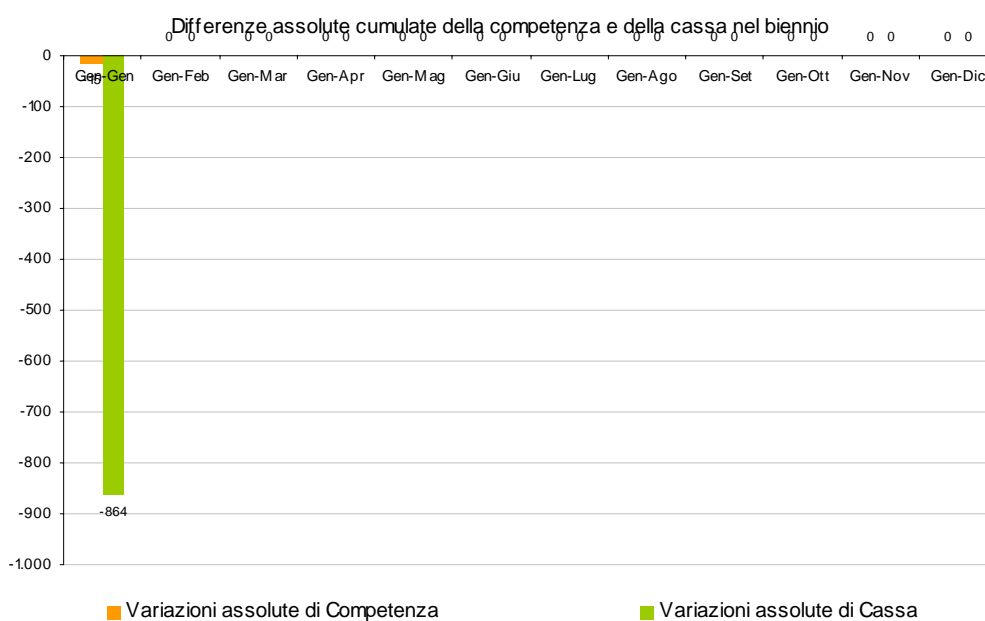 Differenze assolute cumulate della competenza e della cassa nel biennio
0 0 0 0 0 0 0 0 0 0 0 0 0 0 0 0 0 0 0 0 0 0
0
Gen-Gen Gen-Feb Gen-Mar Gen-Apr Gen-Mag Gen-Giu Gen-Lug Gen-Ago Gen-Set Gen-Ott Gen-Nov Gen-Dic
-100
-200
-300
-400
-500
-600
-700
-800
-900
-864
-1.000
Variazioni assolute di Competenza
Variazioni assolute di Cassa